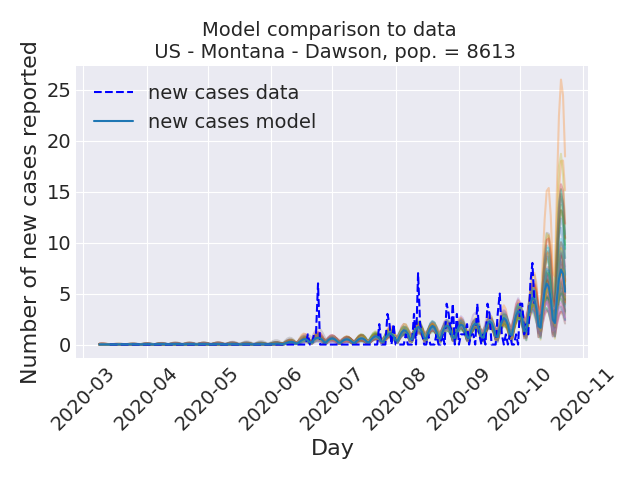 Model comparison to data
US - Montana - Dawson, pop. = 8613
Number of new cases reported
25
20
15
10
5
0
new cases data
new cases model
2020-03
2020-04
2020-05
2020-06
2020-07
2020-08
2020-09
2020-10
2020-11
Day